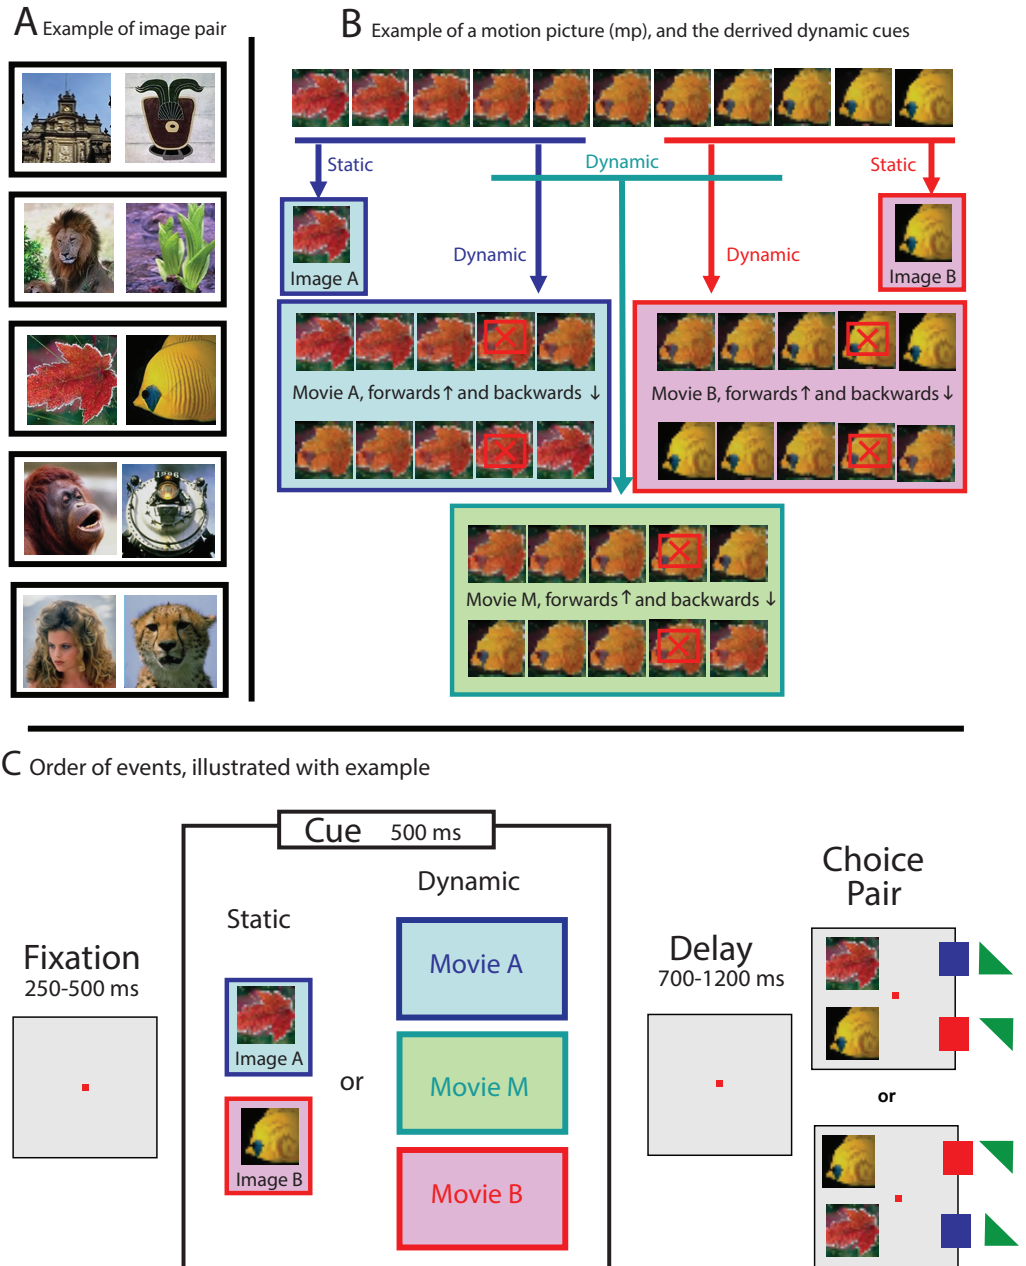 A Example of image pair
B Example of a motion picture (mp), and the derrived dynamic cues
Static
Dynamic
Static
Dynamic
Dynamic
Image A
Image B
Movie A, forwards↑ and backwards ↓
Movie B, forwards↑ and backwards↓
Movie M, forwards↑ and backwards ↓
C Order of events, illustrated with example
Cue 500 ms
Choice
Pair
Dynamic
Static
Fixation
250-500 ms
Movie A
Delay
700-1200 ms
Image A
or
Movie M
or
Image B
Movie B